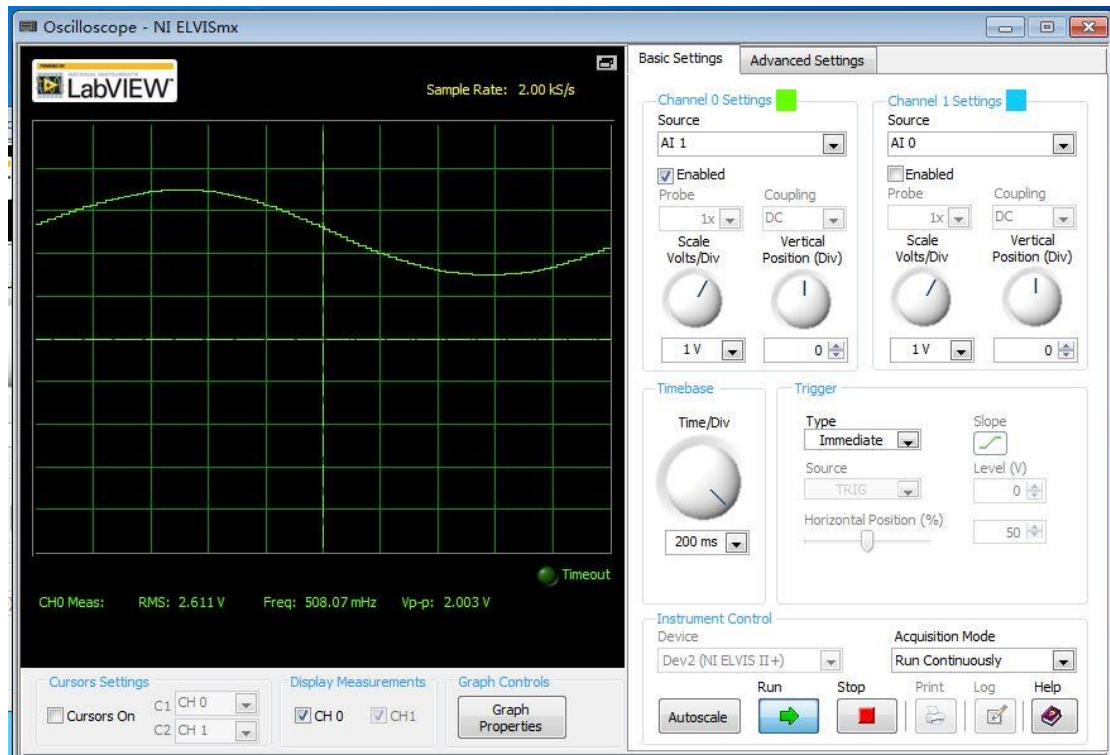 Oscilloscope - NI ELVISmx
LabVIEW
Sample Rate: 2.00 kS/s
Timeout
CH0 Meas: RMS: 2.611 V Freq: 508.07 mHz Vp-p: 2.003 V
Cursors Settings
Cursors On
C1 CH 0
C2 CH 1
Display Measurements
CH 0 CH1
Graph Controls
Graph
Properties
Basic Settings Advanced Settings
Channel 0 Settings
Source
AI 1
Enabled
Probe Coupling
1x DC
Scale Vertical
Volts/Div Position (Div)
1 V 0
Channel 1 Settings
Source
AI 0
Enabled
Probe Coupling
1x DC
Scale Vertical
Volts/Div Position (Div)
1 V 0
Timebase
Time/Div
200 ms
Trigger
Type Slope
Immediate
Source Level (V)
TRIG 0
Horizontal Position (%)
50
Instrument Control
Device Acquisition Mode
Dev2 (NI ELVIS II+) Run Continuously
Run Stop Print Log Help
Autoscale